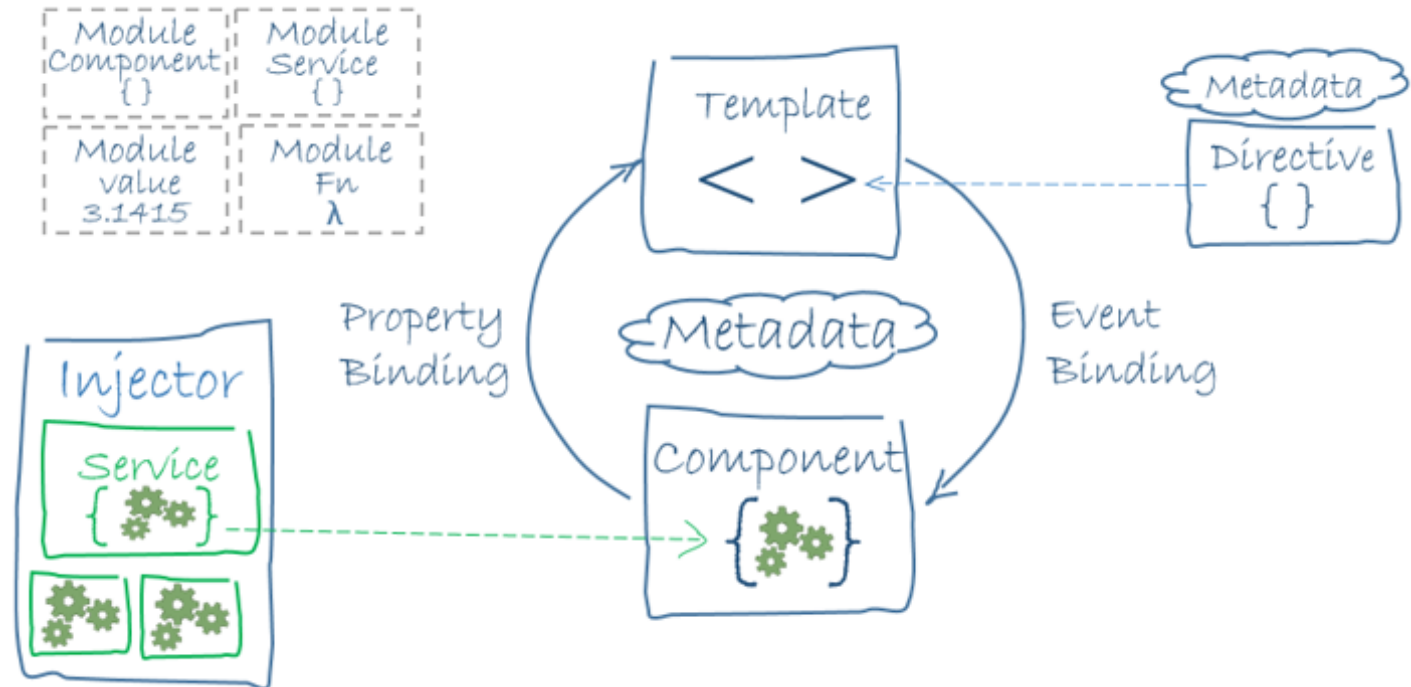 Module
Component
{ }
Module
Service
{ }
Module
value
3.1415
Module
Fn
λ
Template
< >
Metadata
Directive
{ }
Property
Binding
Metadata
Event
Binding
Injector
Service
{ }
Component
{ }